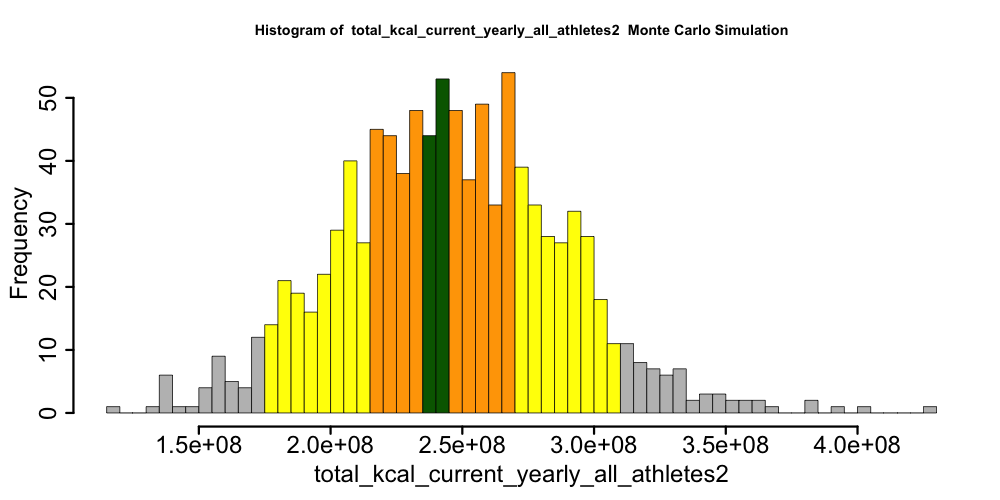 Histogram of total_kcal_current_yearly_all_athletes2 Monte Carlo Simulation
Frequency
50
40
30
20
10
0
1.5e+08 2.0e+08 2.5e+08 3.0e+08 3.5e+08 4.0e+08
total_kcal_current_yearly_all_athletes2